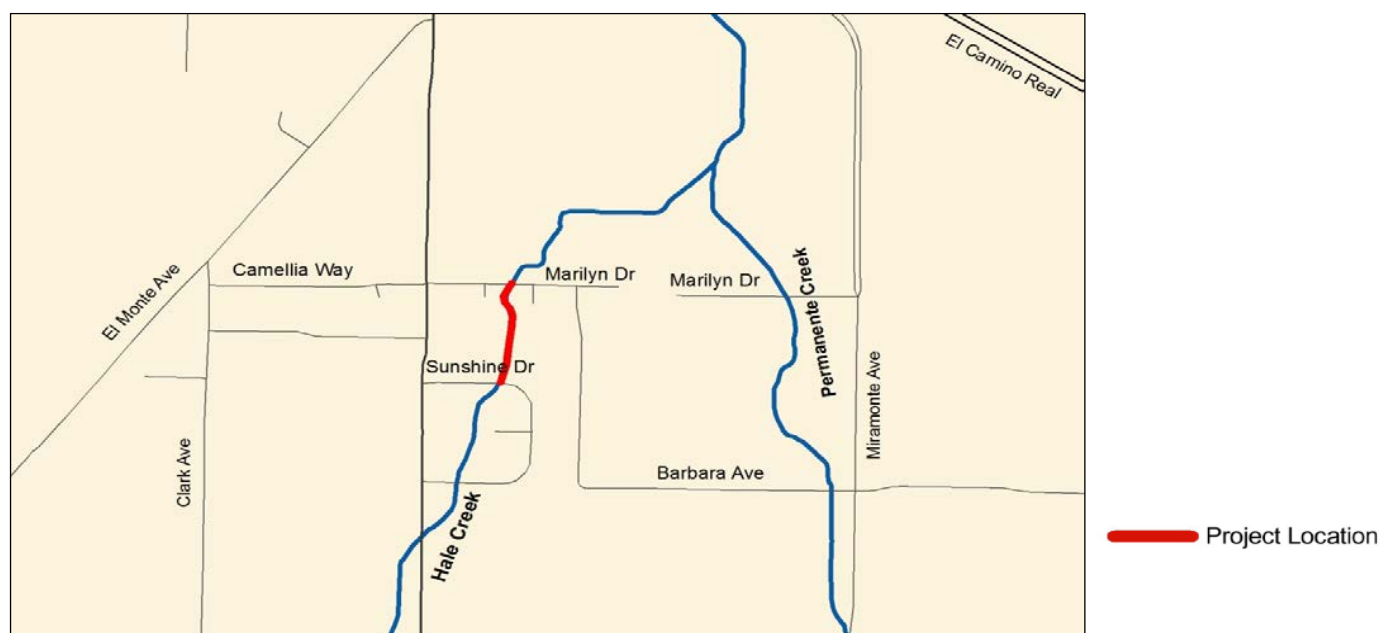 El Camino Real
Camellia Way
Marilyn Dr
Marilyn Dr
El Monte Ave
Permanente Creek
Sunshine Dr
Miramonte Ave
Clark Ave
Barbara Ave
Hale Creek
Project Location